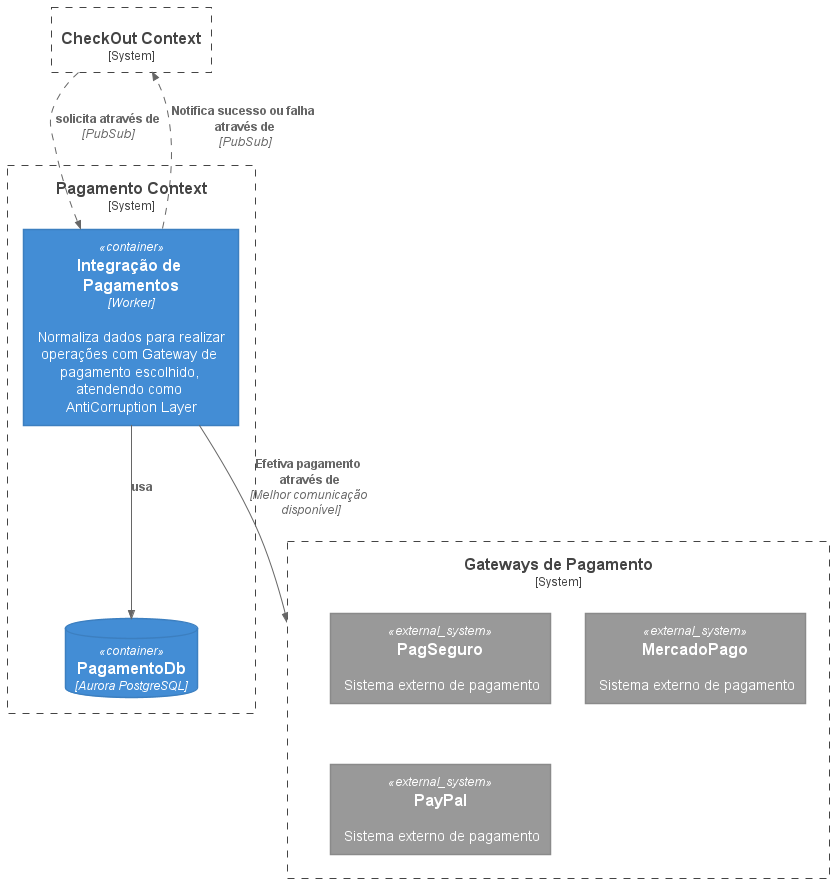 CheckOut Context
[System]
solicita através de
[PubSub]
Notifica sucesso ou falha
através de
[PubSub]
Pagamento Context
[System]
«container»
Integração de
Pagamentos
[Worker]
Normaliza dados para realizar
operações com Gateway de
pagamento escolhido,
atendendo como
AntiCorruption Layer
Efetiva pagamento
através de
[Melhor comunicação
disponível]
usa
Gateways de Pagamento
[System]
«external_system»
PagSeguro
Sistema externo de pagamento
«external_system»
MercadoPago
Sistema externo de pagamento
«container»
PagamentoDb
[Aurora PostgreSQL]
«external_system»
PayPal
Sistema externo de pagamento